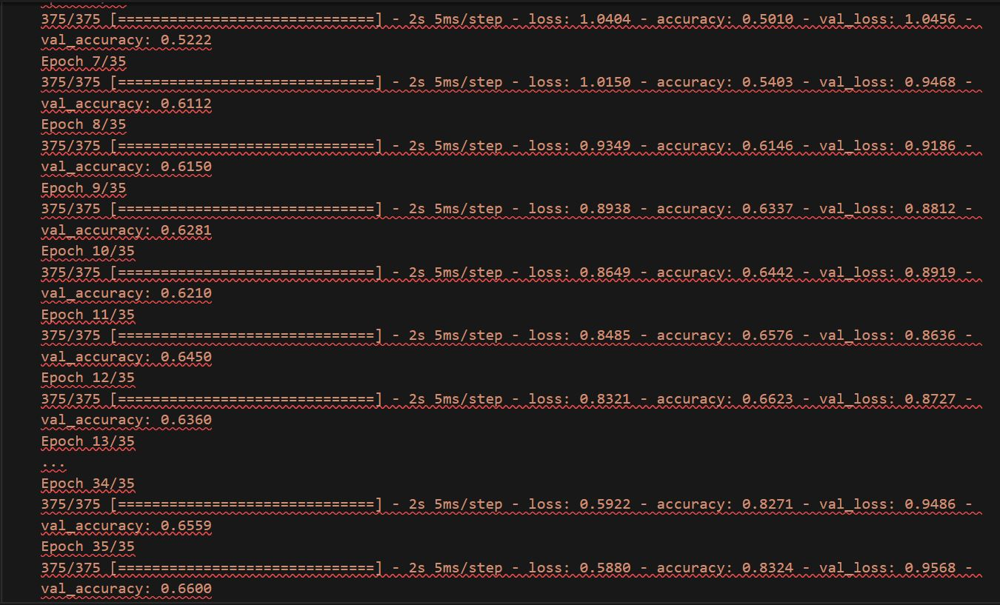 375/375 [==============================] - 2s 5ms/step - loss: 1.0404 - accuracy: 0.5010 - val_loss: 1.0456 -
val_accuracy: 0.5222
Epoch 7/35
375/375 [==============================] - 2s 5ms/step - loss: 1.0150 - accuracy: 0.5403 - val_loss: 0.9468 -
val_accuracy: 0.6112
Epoch 8/35
375/375 [==============================] - 2s 5ms/step - loss: 0.9349 - accuracy: 0.6146 - val_loss: 0.9186 -
val_accuracy: 0.6150
Epoch 9/35
375/375 [==============================] - 2s 5ms/step - loss: 0.8938 - accuracy: 0.6337 - val_loss: 0.8812 -
val_accuracy: 0.6281
Epoch 10/35
375/375 [==============================] - 2s 5ms/step - loss: 0.8649 - accuracy: 0.6442 - val_loss: 0.8919 -
val_accuracy: 0.6210
Epoch 11/35
375/375 [==============================] - 2s 5ms/step - loss: 0.8485 - accuracy: 0.6576 - val_loss: 0.8636 -
val_accuracy: 0.6450
Epoch 12/35
375/375 [==============================] - 2s 5ms/step - loss: 0.8321 - accuracy: 0.6623 - val_loss: 0.8727 -
val_accuracy: 0.6360
Epoch 13/35
...
Epoch 34/35
375/375 [==============================] - 2s 5ms/step - loss: 0.5922 - accuracy: 0.8271 - val_loss: 0.9486 -
val_accuracy: 0.6559
Epoch 35/35
375/375 [==============================] - 2s 5ms/step - loss: 0.5880 - accuracy: 0.8324 - val_loss: 0.9568 -
val_accuracy: 0.6600